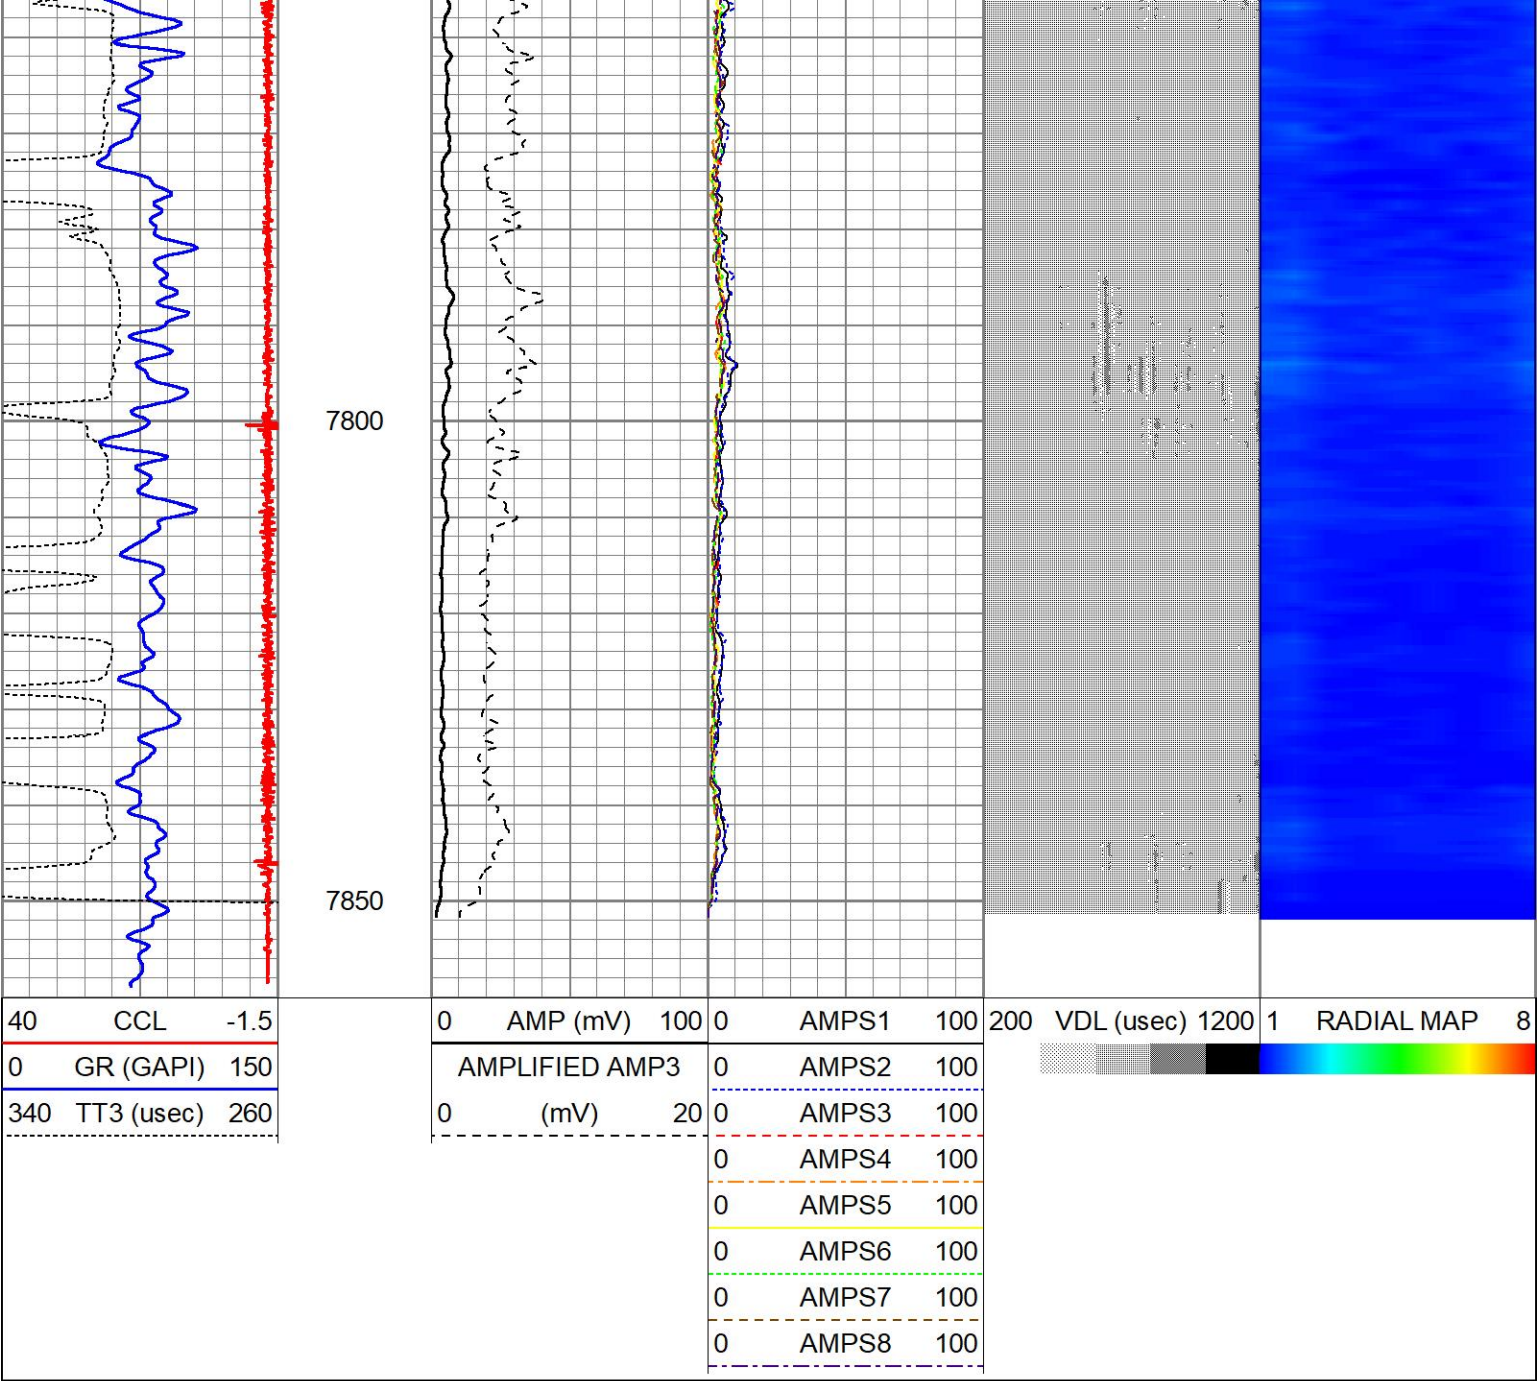 7800
7850
40 CCL -1.5
0 GR (GAPI) 150
340 TT3 (usec) 260
0 AMP (mV) 100
AMPLIFIED AMP3
0 (mV) 20
0 AMPS1 100
0 AMPS2 100
0 AMPS3 100
0 AMPS4 100
0 AMPS5 100
0 AMPS6 100
0 AMPS7 100
0 AMPS8 100
200 VDL (usec) 1200
1 RADIAL MAP 8